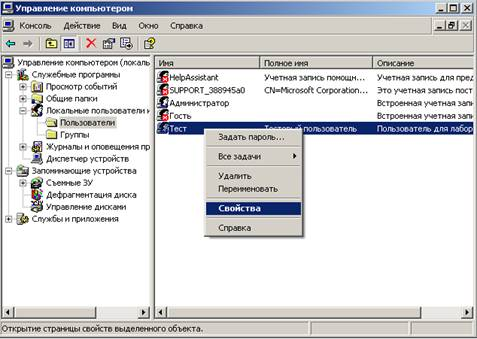 Управление компьютером
Консоль Действие Вид Окно Справка
Управление компьютером (локаль
Служебные программы
Просмотр событий
Общие папки
Локальные пользователи и
Пользователи
Группы
Журналы и оповещения пр
Диспетчер устройств
Запоминающие устройства
Съемные ЗУ
Дефрагментация диска
Управление дисками
Службы и приложения
Имя Полное имя Описание
HelpAssistant Учетная запись помощн... Учетная запись для пред
SUPPORT_388945a0 CN=Microsoft Corporation... Это учетная запись пост
Администратор Встроенная учетная запи
Гость Встроенная учетная запи
Тест Тестовый пользователь Пользователь для лабор
Задать пароль...
Все задачи
Удалить
Переименовать
Свойства
Справка
Открытие страницы свойств выделенного объекта.